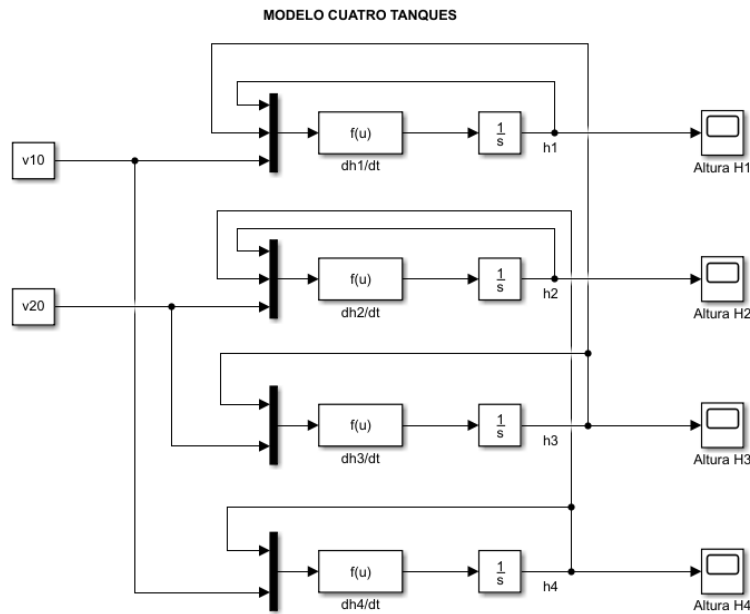 MODELO CUATRO TANQUES
v10
f(u)
1
s
dh1/dt
h1
Altura H1
v20
f(u)
1
s
dh2/dt
h2
Altura H2
f(u)
1
s
dh3/dt
h3
Altura H3
f(u)
1
s
dh4/dt
h4
Altura H4